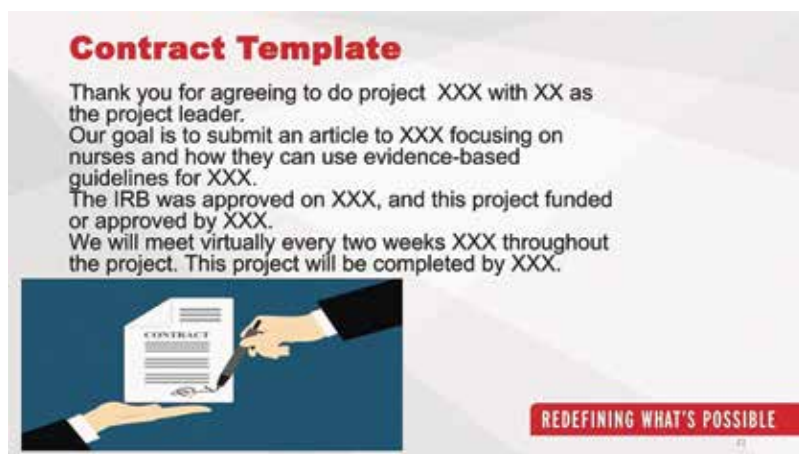 Contract Template
Thank you for agreeing to do project XXX with XX as
the project leader.
Our goal is to submit an article to XXX focusing on
nurses and how they can use evidence-based
guidelines for XXX.
The IRB was approved on XXX, and this project funded
or approved by XXX.
We will meet virtually every two weeks XXX throughout
the project. This project will be completed by XXX.
CONTRACT
REDEFINING WHAT'S POSSIBLE